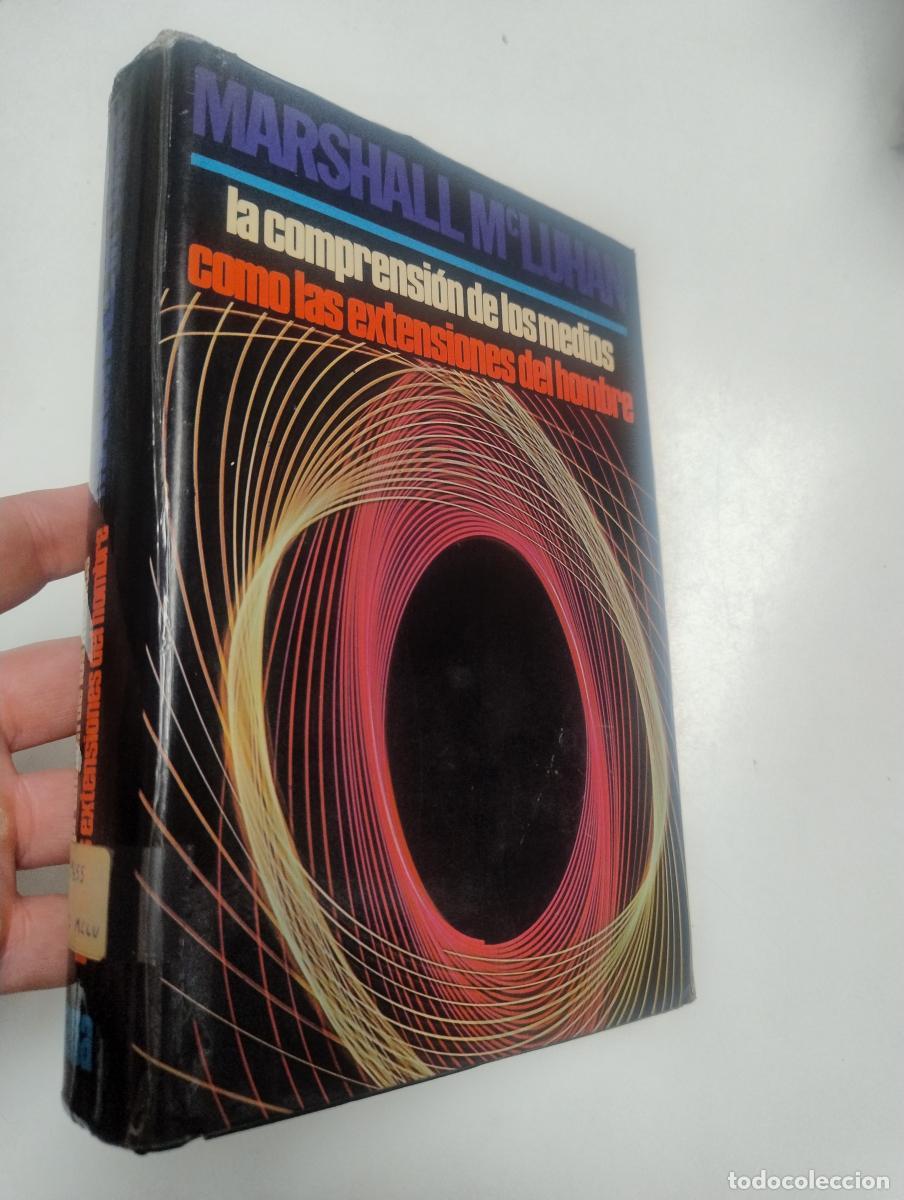 MARSHALL McLUHAN
la comprensión de los medios
como las extensiones del hombre
extensiones del hombre
todocoleccion